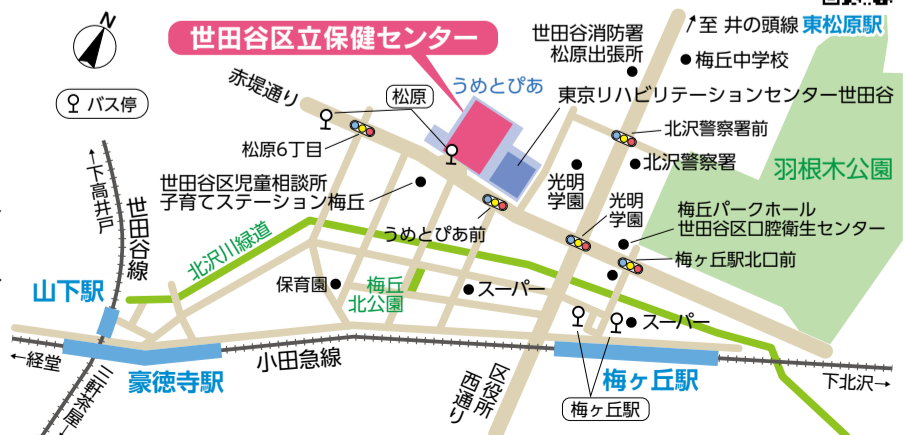 N
世田谷区立保健センター
世田谷消防署
松原出張所
至 井の頭線 東松原駅
梅丘中学校
バス停
赤堤通り
松原
うめとぴあ
東京リハビリテーションセンター世田谷
北沢警察署前
松原6丁目
北沢警察署
羽根木公園
世田谷区児童相談所
子育てステーション梅丘
光明
学園
光明
学園
梅丘パークホール
世田谷区口腔衛生センター
うめとぴあ前
梅ヶ丘駅北口前
←下高井戸
世田谷線
北沢川緑道
山下駅
保育園
梅丘
北公園
スーパー
スーパー
←経堂
豪徳寺駅
小田急線
区役所
西通り
梅ヶ丘駅
梅ヶ丘駅
下北沢→
三軒茶屋→